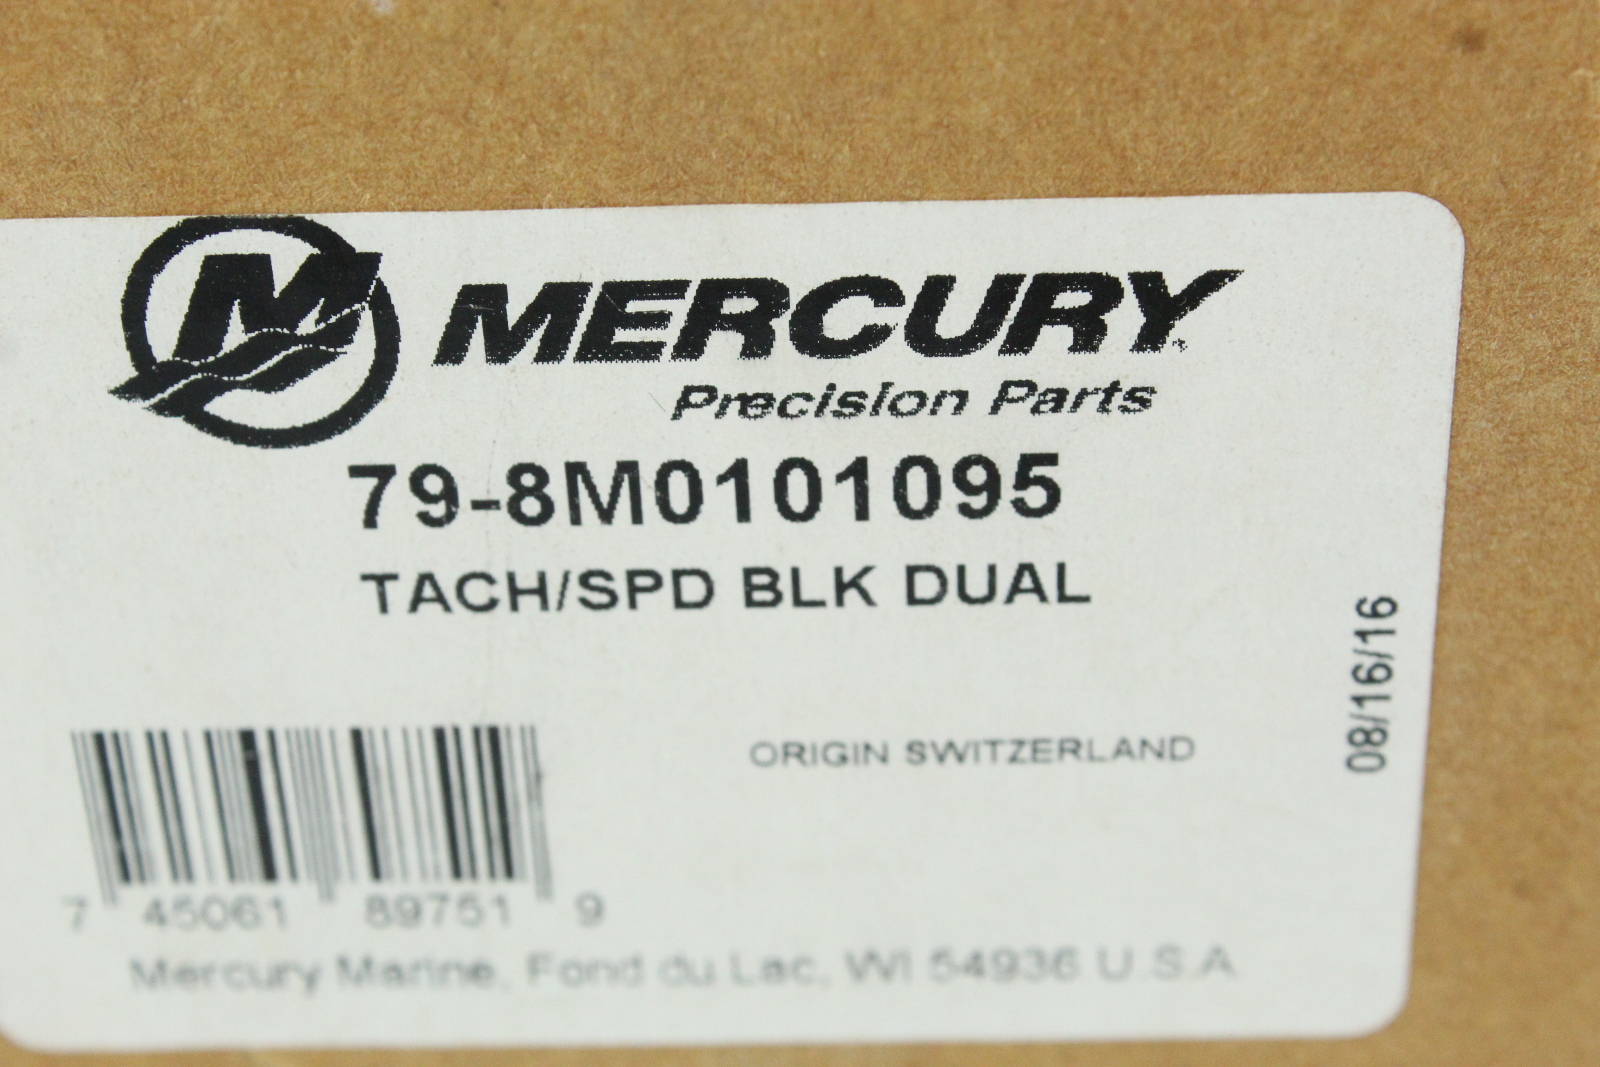 M MERCURY
Precision Parts
79-8M0101095
TACH/SPD BLK DUAL
08/16/16
ORIGIN SWITZERLAND
7 45061 89751 9
Mercury Marine, Fond du Lac, WI 54936 U.S.A